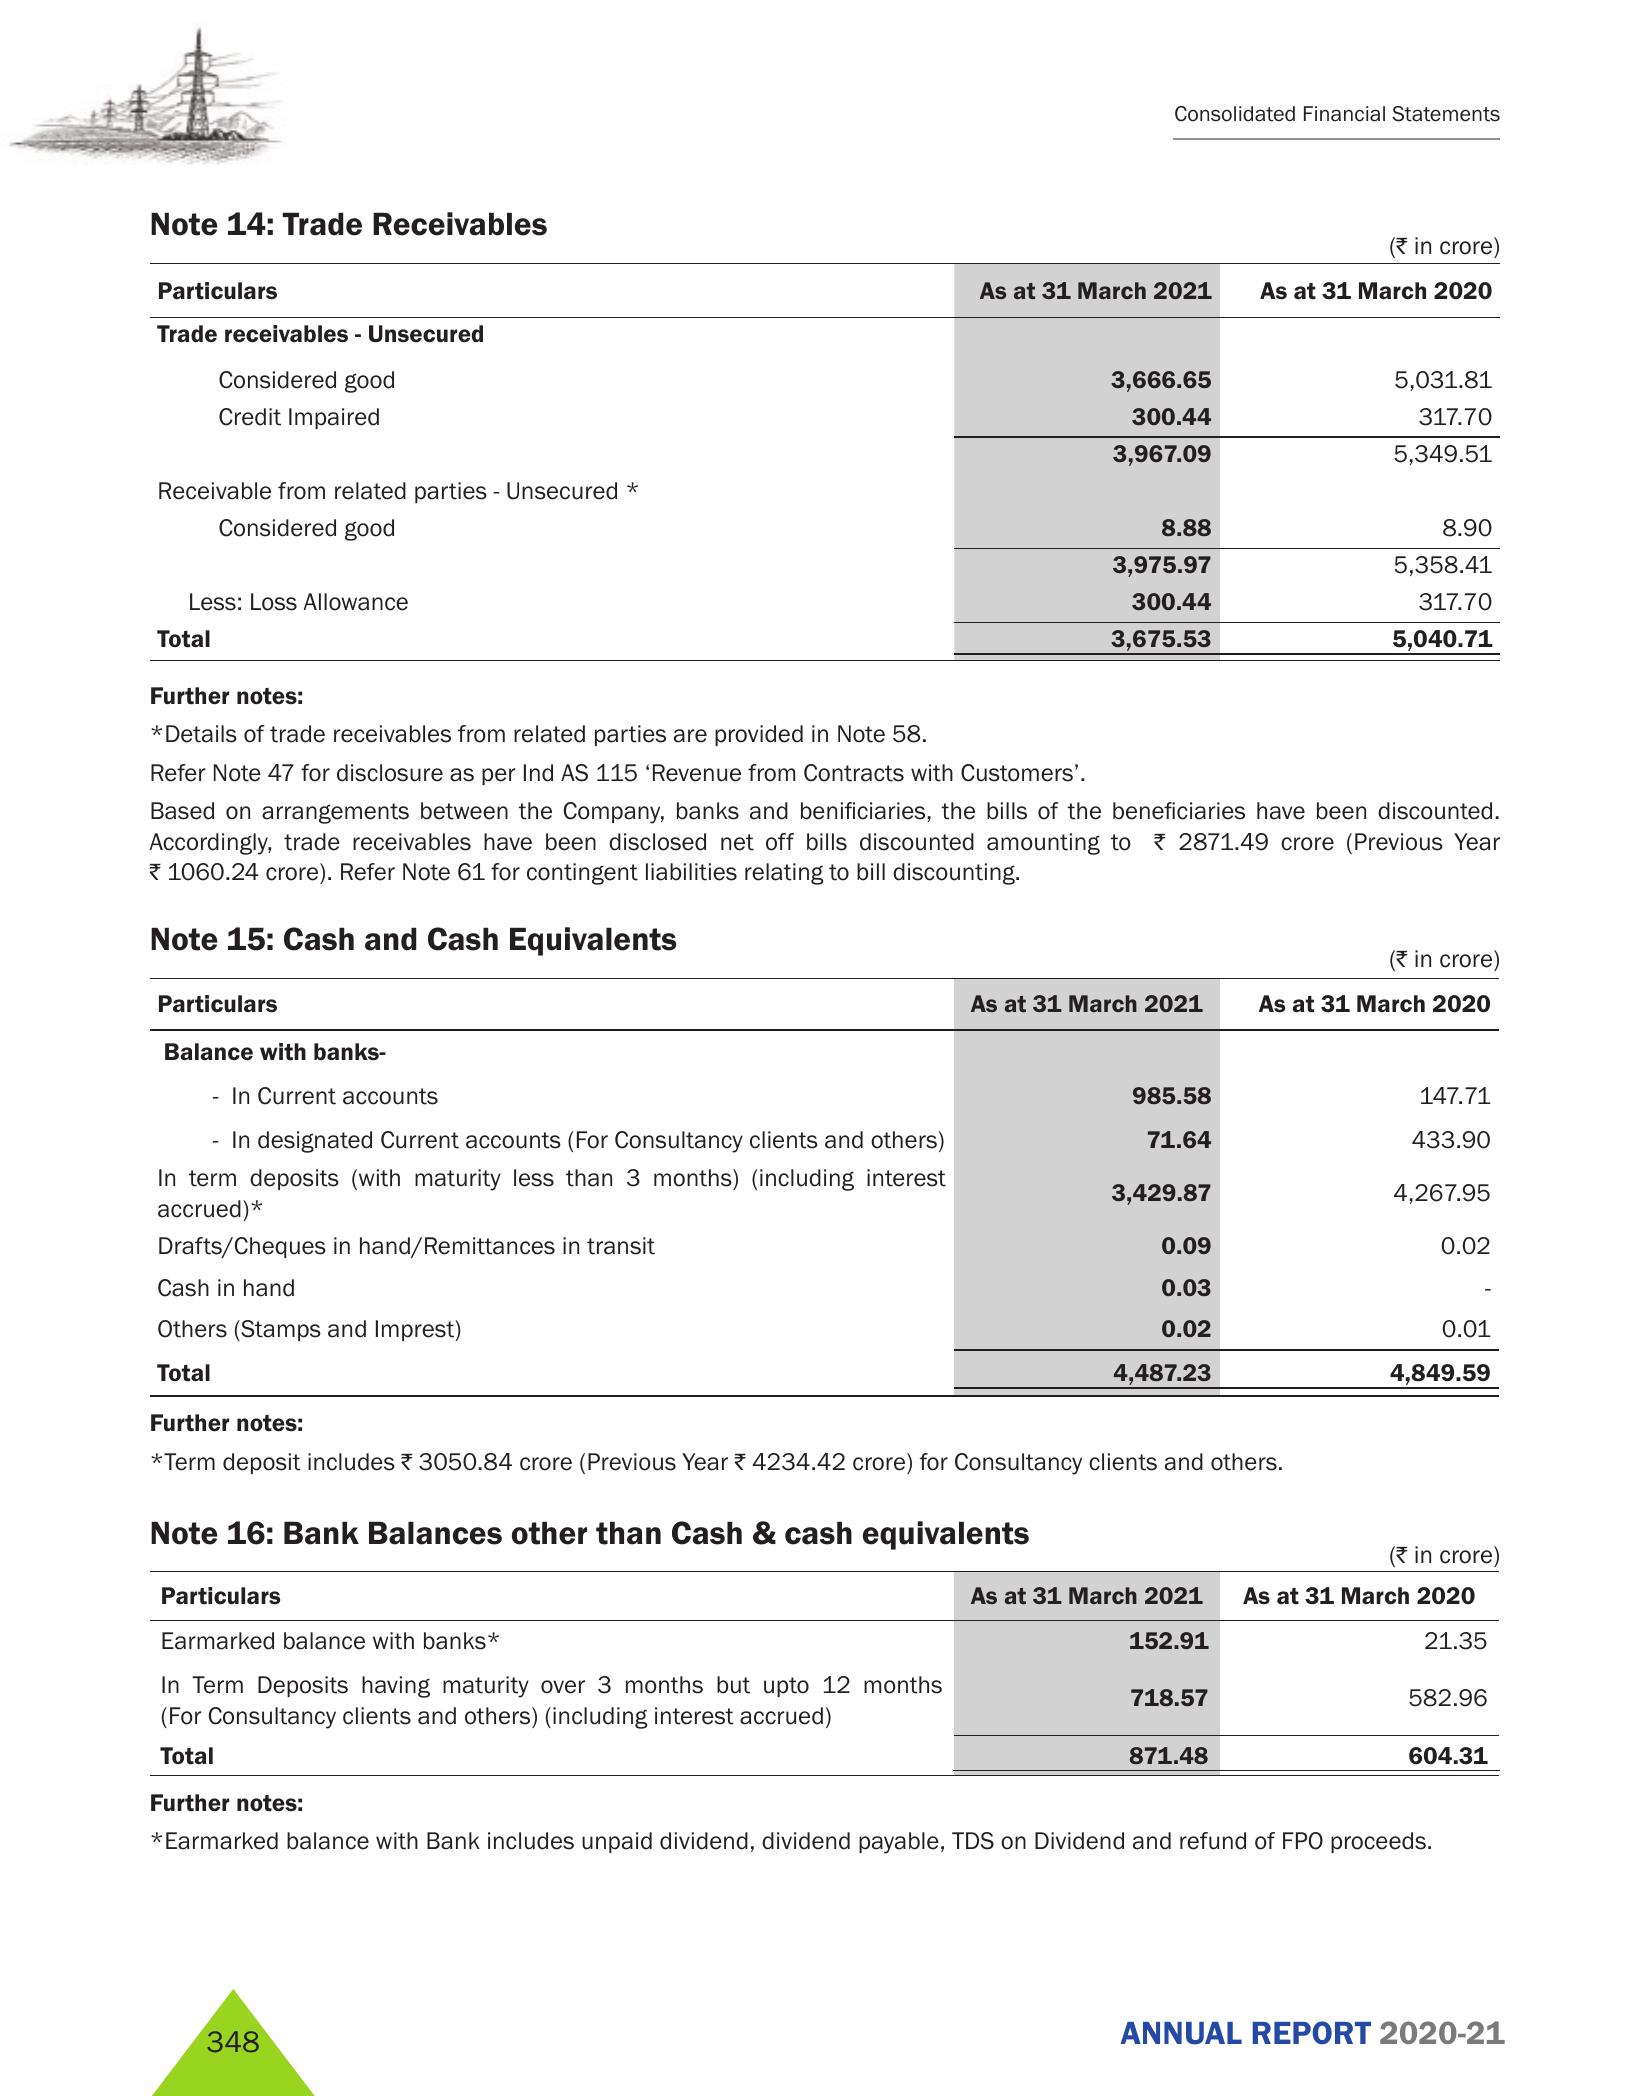 Consolidated Financial Statements
Note 14: Trade Receivables
(₹ in crore)
Particulars As at 31 March 2021 As at 31 March 2020
Trade receivables - Unsecured
Considered good 3,666.65 5,031.81
Credit Impaired 300.44 317.70
3,967.09 5,349.51
Receivable from related parties - Unsecured *
Considered good 8.88 8.90
3,975.97 5,358.41
Less: Loss Allowance 300.44 317.70
Total 3,675.53 5,040.71
Further notes:
*Details of trade receivables from related parties are provided in Note 58.
Refer Note 47 for disclosure as per Ind AS 115 ‘Revenue from Contracts with Customers’.
Based on arrangements between the Company, banks and benificiaries, the bills of the beneficiaries have been discounted.
Accordingly, trade receivables have been disclosed net off bills discounted amounting to ₹ 2871.49 crore (Previous Year
₹ 1060.24 crore). Refer Note 61 for contingent liabilities relating to bill discounting.
Note 15: Cash and Cash Equivalents
(₹ in crore)
Particulars As at 31 March 2021 As at 31 March 2020
Balance with banks-
- In Current accounts 985.58 147.71
- In designated Current accounts (For Consultancy clients and others) 71.64 433.90
In term deposits (with maturity less than 3 months) (including interest
accrued)* 3,429.87 4,267.95
Drafts/Cheques in hand/Remittances in transit 0.09 0.02
Cash in hand 0.03 -
Others (Stamps and Imprest) 0.02 0.01
Total 4,487.23 4,849.59
Further notes:
*Term deposit includes ₹ 3050.84 crore (Previous Year ₹ 4234.42 crore) for Consultancy clients and others.
Note 16: Bank Balances other than Cash & cash equivalents
(₹ in crore)
Particulars As at 31 March 2021 As at 31 March 2020
Earmarked balance with banks* 152.91 21.35
In Term Deposits having maturity over 3 months but upto 12 months
(For Consultancy clients and others) (including interest accrued) 718.57 582.96
Total 871.48 604.31
Further notes:
*Earmarked balance with Bank includes unpaid dividend, dividend payable, TDS on Dividend and refund of FPO proceeds.
348
ANNUAL REPORT 2020-21